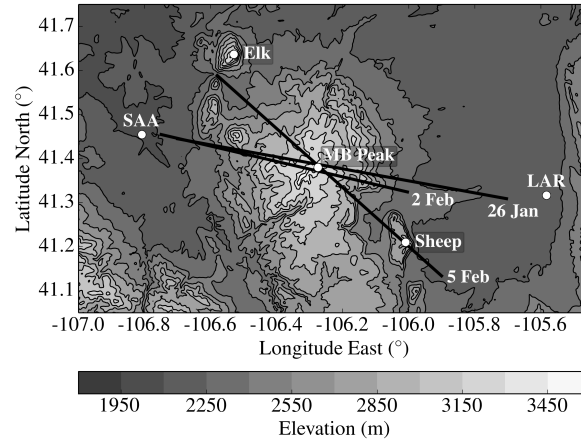 41.7
41.6
41.5
41.4
41.3
41.2
41.1
Latitude North (°)
Elk
SAA
MB Peak
LAR
2 Feb
26 Jan
Sheep
5 Feb
-107.0 -106.8 -106.6 -106.4 -106.2 -106.0 -105.8 -105.6
Longitude East (°)
1950 2250 2550 2850 3150 3450
Elevation (m)